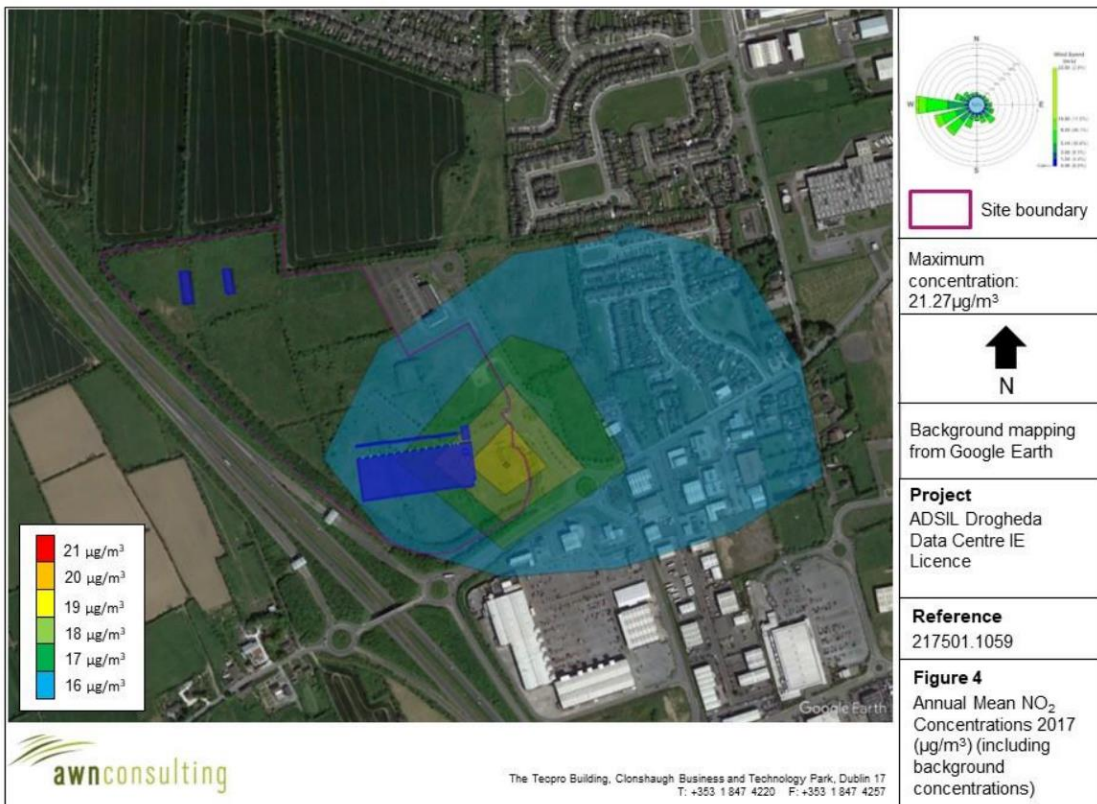 N
W
E
S
Wind Speed
Site boundary
Maximum
concentration:
21.27µg/m³
N
Background mapping
from Google Earth
Project
ADSIL Drogheda
Data Centre IE
Licence
Reference
217501.1059
Figure 4
Annual Mean NO₂
Concentrations 2017
(µg/m³) (including
background
concentrations)
21 µg/m³
20 µg/m³
19 µg/m³
18 µg/m³
17 µg/m³
16 µg/m³
Google Earth
awnconsulting
The Tecpro Building, Clonshaugh Business and Technology Park, Dublin 17
T: +353 1 847 4220 F: +353 1 847 4257